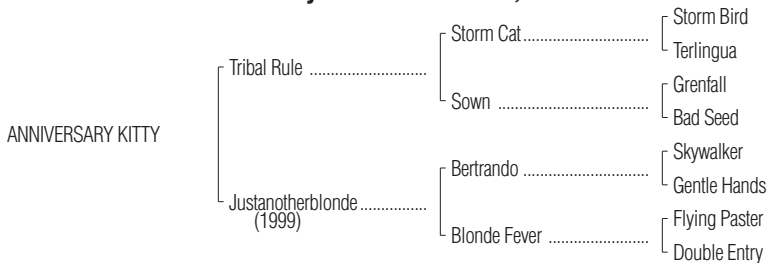 Storm Bird
Storm Cat
Terlingua
Tribal Rule
Grenfall
Sown
Bad Seed
ANNIVERSARY KITTY
Skywalker
Bertrando
Gentle Hands
Justanotherblonde
(1999)
Flying Paster
Blonde Fever
Double Entry